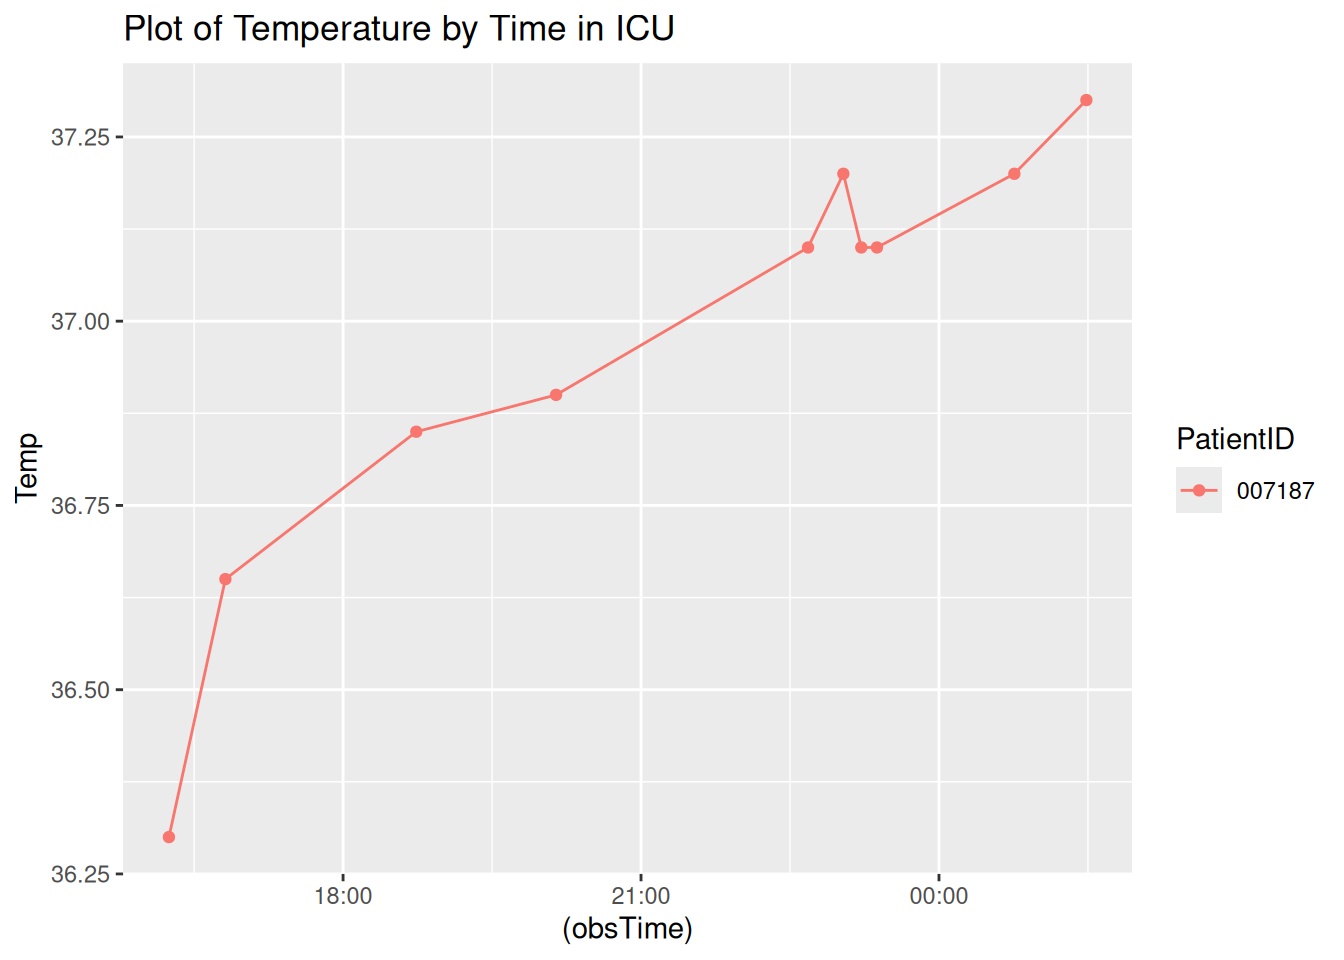 Plot of Temperature by Time in ICU
37.25
37.00
36.75
36.50
36.25
Temp
18:00 21:00 00:00
(obsTime)
PatientID
007187